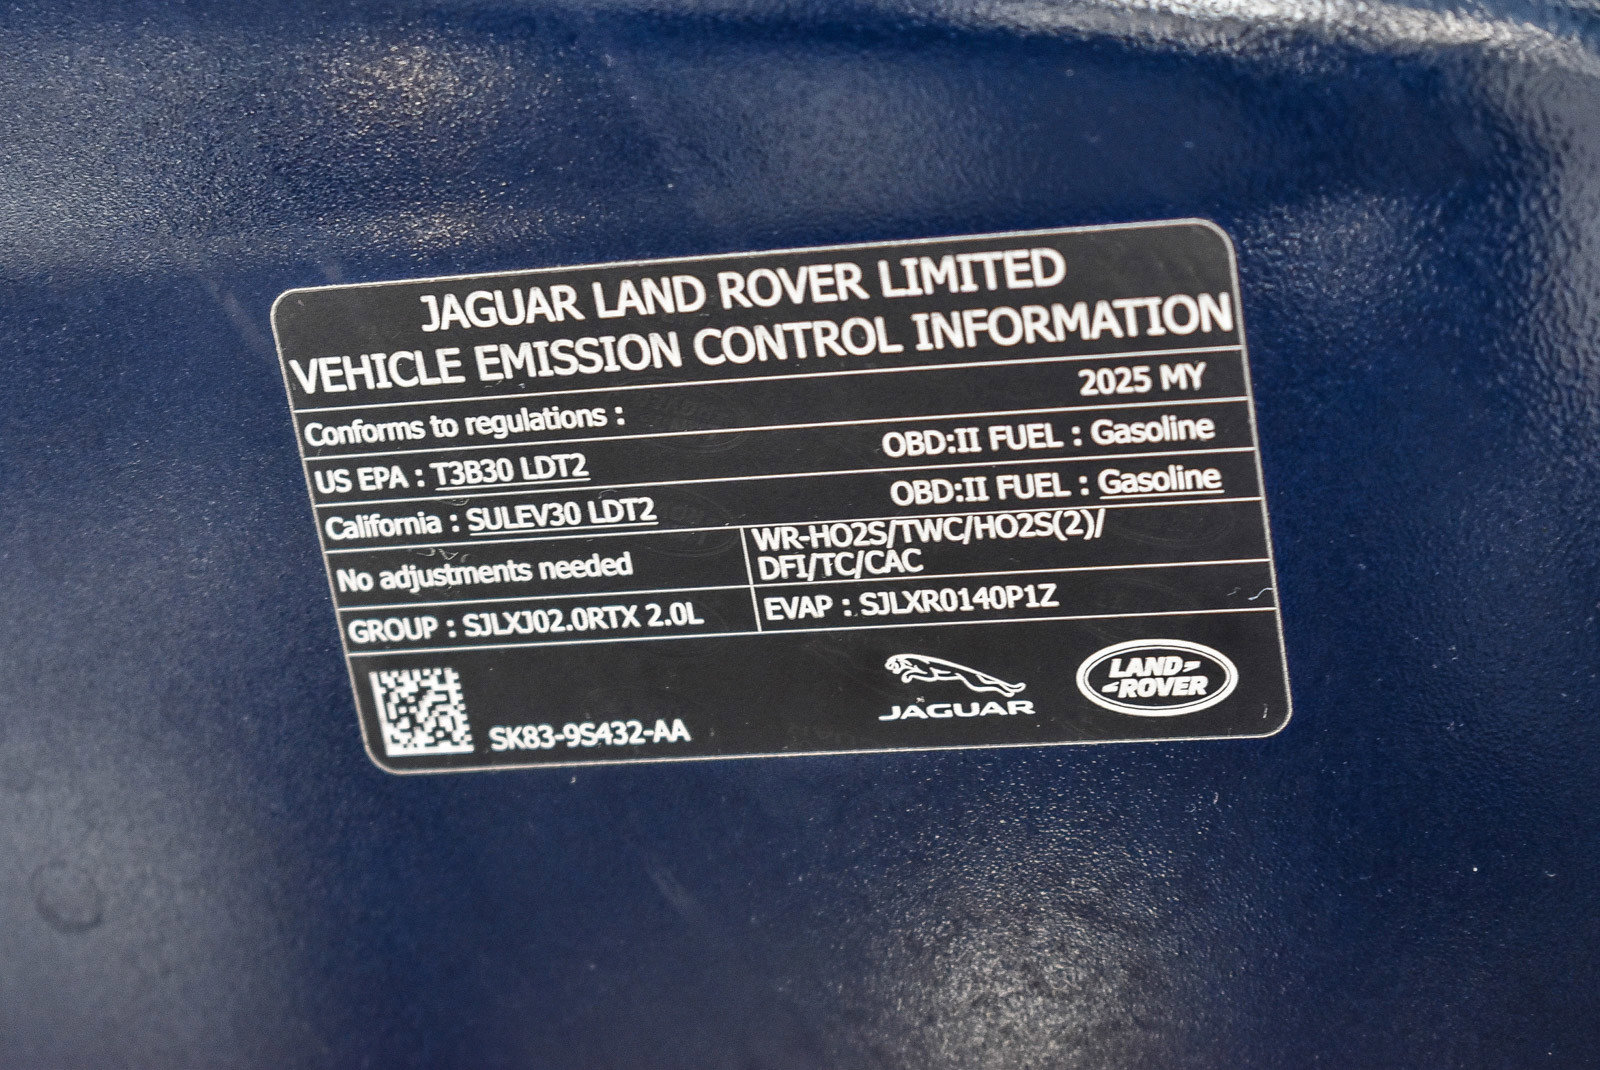 JAGUAR LAND ROVER LIMITED
VEHICLE EMISSION CONTROL INFORMATION
Conforms to regulations : 2025 MY
US EPA : T3B30 LDT2 OBD:II FUEL : Gasoline
California : SULEV30 LDT2 OBD:II FUEL : Gasoline
No adjustments needed
WR-HO2S/TWC/HO2S(2)/
DFI/TC/CAC
GROUP : SJLXJ02.0RTX 2.0L
EVAP : SJLXR0140P1Z
SK83-9S432-AA
JAGUAR
LAND-
-ROVER